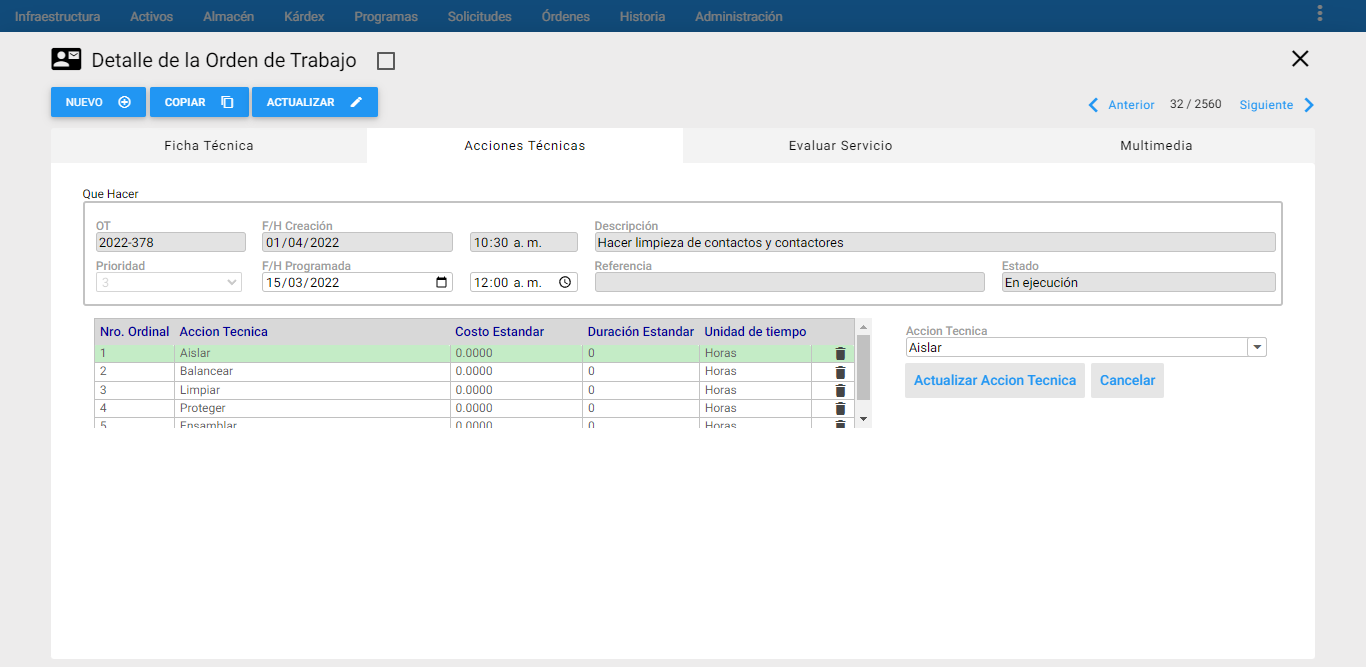 Infraestructura Activos Almacén Kárdex Programas Solicitudes Órdenes Historia Administración
Detalle de la Orden de Trabajo
NUEVO COPIAR ACTUALIZAR
Anterior 32 / 2560 Siguiente
Ficha Técnica Acciones Técnicas Evaluar Servicio Multimedia
Que Hacer
OT F/H Creación Descripción
2022-378 01/04/2022 10:30 a. m. Hacer limpieza de contactos y contactores
Prioridad F/H Programada Referencia Estado
3 15/03/2022 12:00 a. m. En ejecución
Nro. Ordinal Accion Tecnica Costo Estandar Duración Estandar Unidad de tiempo
1 Aislar 0.0000 0 Horas
2 Balancear 0.0000 0 Horas
3 Limpiar 0.0000 0 Horas
4 Proteger 0.0000 0 Horas
5 Ensamblar 0.0000 0 Horas
Accion Tecnica
Aislar
Actualizar Accion Tecnica Cancelar